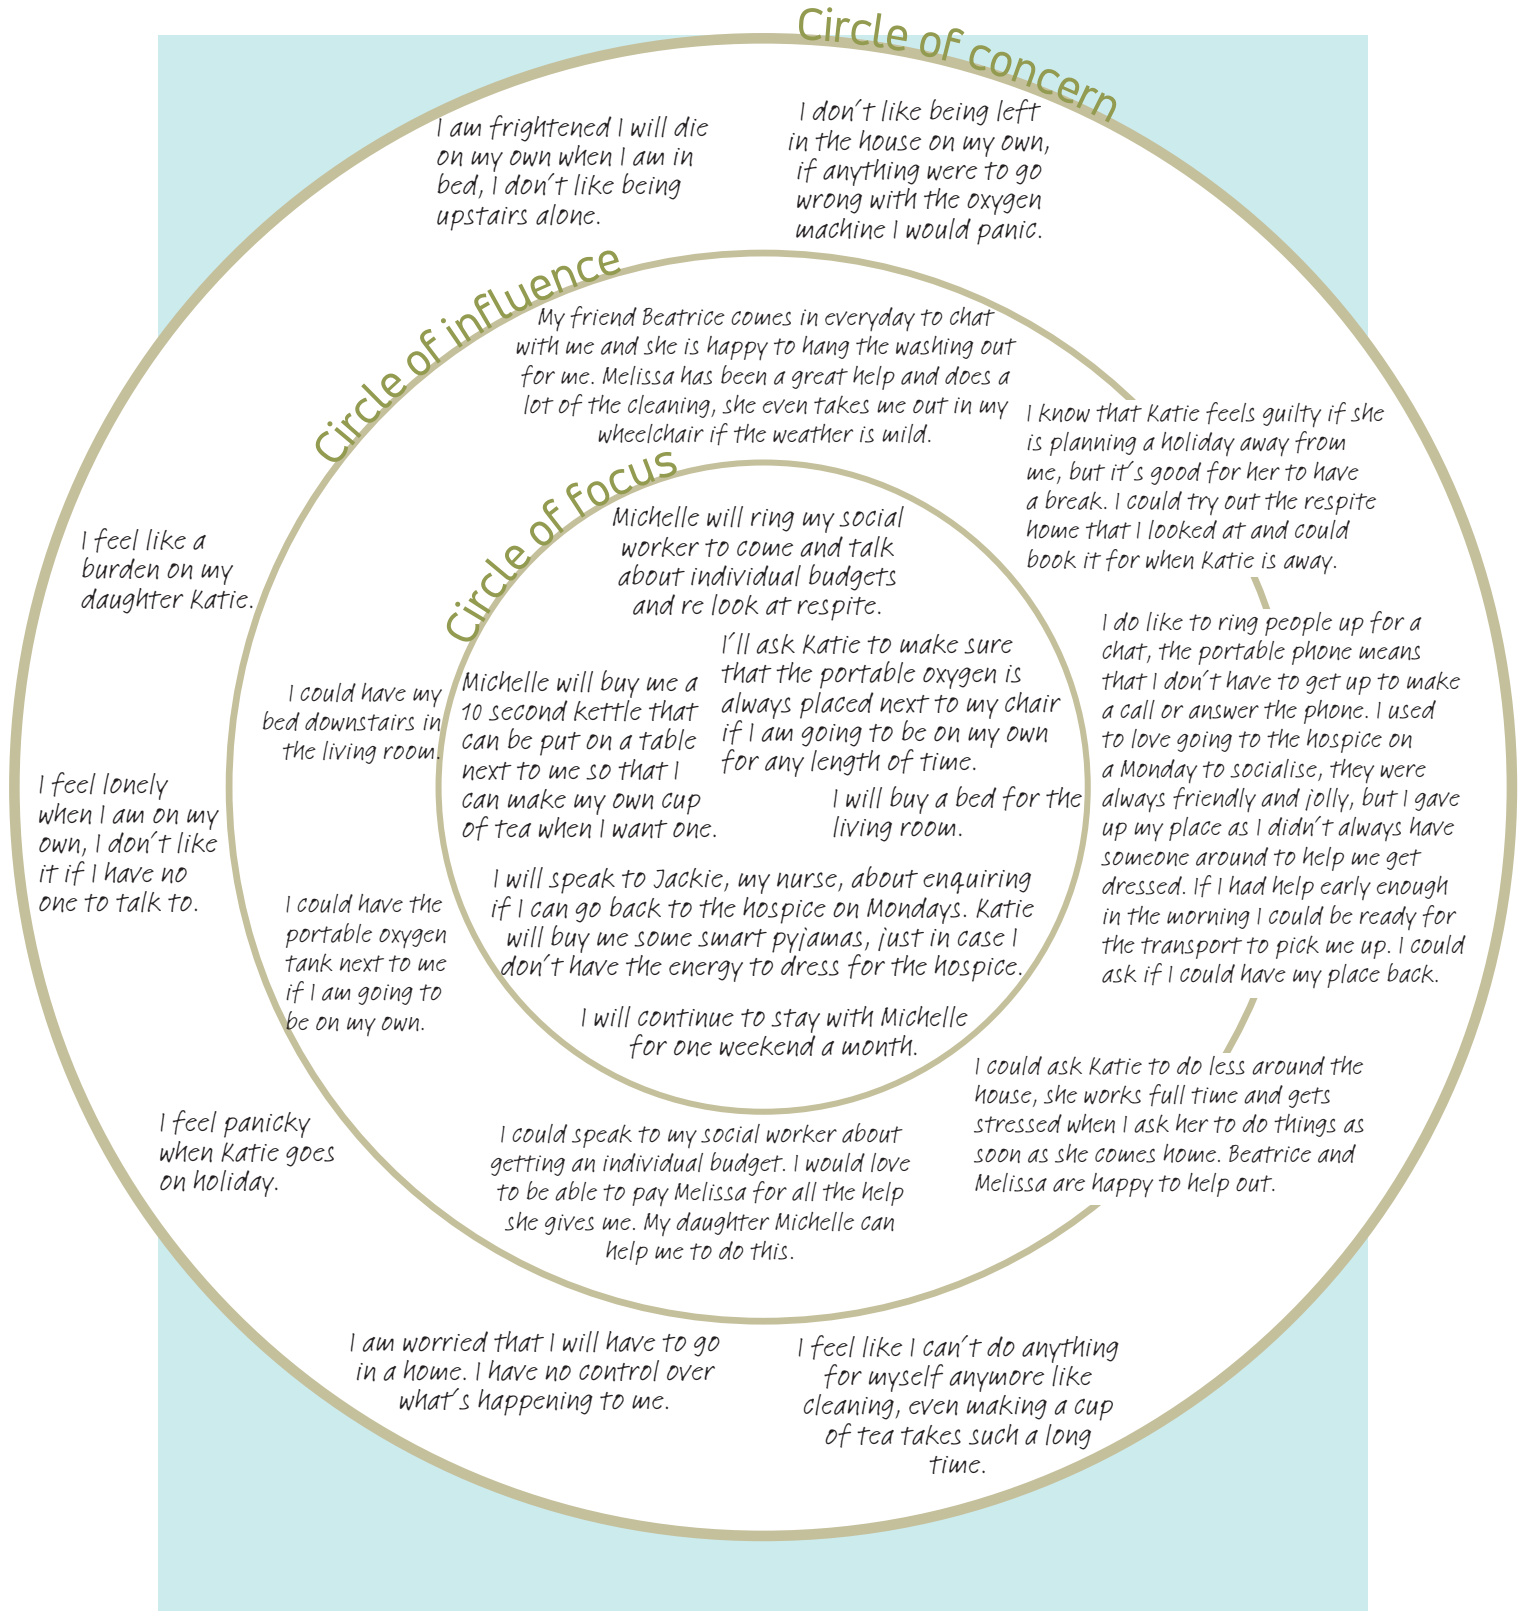 Circle of concern
I am frightened I will die
on my own when I am in
bed, I don't like being
upstairs alone.
I don't like being left
in the house on my own,
if anything were to go
wrong with the oxygen
machine I would panic.
Circle of influence
My friend Beatrice comes in everyday to chat
with me and she is happy to hang the washing out
for me. Melissa has been a great help and does a
lot of the cleaning, she even takes me out in my
wheelchair if the weather is mild.
I know that Katie feels guilty if she
is planning a holiday away from
me, but it's good for her to have
a break. I could try out the respite
home that I looked at and could
book it for when Katie is away.
Circle of focus
Michelle will ring my social
worker to come and talk
about individual budgets
and re look at respite.
I feel like a
burden on my
daughter Katie.
I do like to ring people up for a
chat, the portable phone means
that I don't have to get up to make
a call or answer the phone. I used
to love going to the hospice on
a Monday to socialise, they were
always friendly and jolly, but I gave
up my place as I didn't always have
someone around to help me get
dressed. If I had help early enough
in the morning I could be ready for
the transport to pick me up. I could
ask if I could have my place back.
I'll ask Katie to make sure
that the portable oxygen is
always placed next to my chair
if I am going to be on my own
for any length of time.
Michelle will buy me a
10 second kettle that
can be put on a table
next to me so that I
can make my own cup
of tea when I want one.
I could have my
bed downstairs in
the living room.
I feel lonely
when I am on my
own, I don't like
it if I have no
one to talk to.
I will buy a bed for the
living room.
I will speak to Jackie, my nurse, about enquiring
if I can go back to the hospice on Mondays. Katie
will buy me some smart pyjamas, just in case I
don't have the energy to dress for the hospice.
I could have the
portable oxygen
tank next to me
if I am going to
be on my own.
I will continue to stay with Michelle
for one weekend a month.
I could ask Katie to do less around the
house, she works full time and gets
stressed when I ask her to do things as
soon as she comes home. Beatrice and
Melissa are happy to help out.
I feel panicky
when Katie goes
on holiday.
I could speak to my social worker about
getting an individual budget. I would love
to be able to pay Melissa for all the help
she gives me. My daughter Michelle can
help me to do this.
I am worried that I will have to go
in a home. I have no control over
what's happening to me.
I feel like I can't do anything
for myself anymore like
cleaning, even making a cup
of tea takes such a long
time.